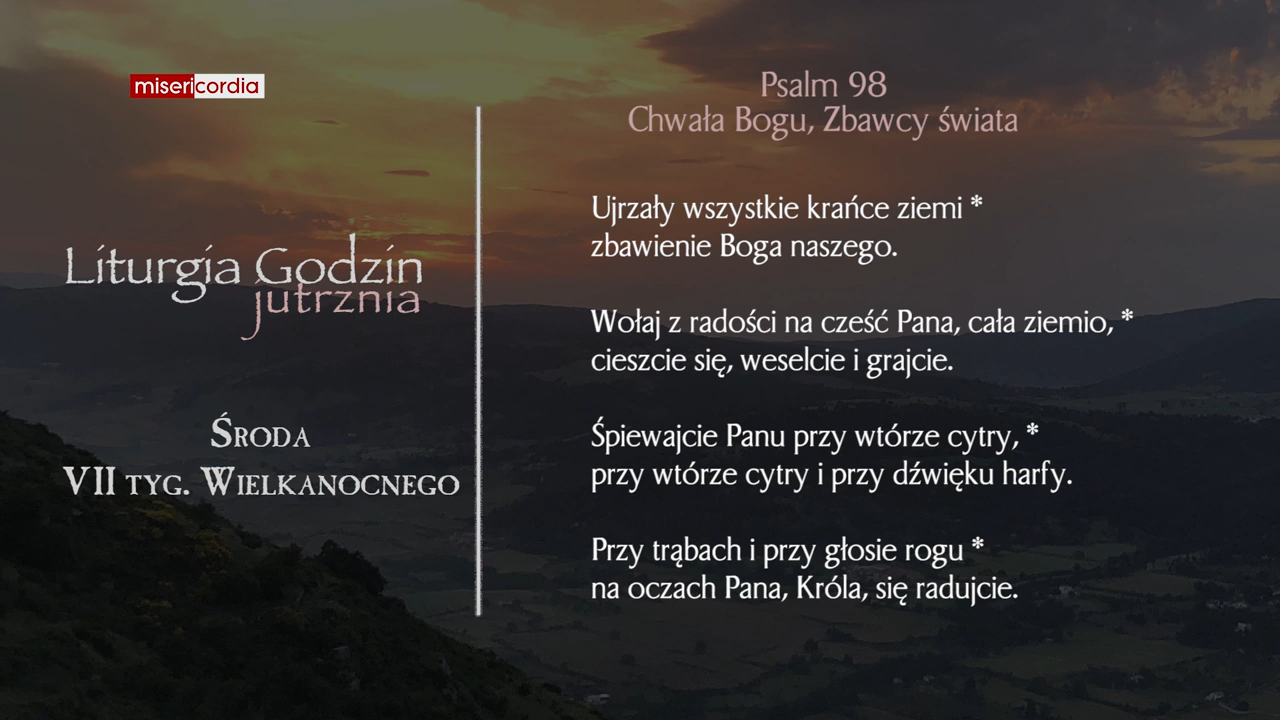 misericordia
Liturgia Godzin
jutrznia
Środa
VII tyg. Wielkanocnego
Psalm 98
Chwała Bogu, Zbawcy świata
Ujrzały wszystkie krańce ziemi *
zbawienie Boga naszego.
Wołaj z radości na cześć Pana, cała ziemio, *
cieszcie się, weselcie i grajcie.
Śpiewajcie Panu przy wtórze cytry, *
przy wtórze cytry i przy dźwięku harfy.
Przy trąbach i przy głosie rogu *
na oczach Pana, Króla, się radujcie.